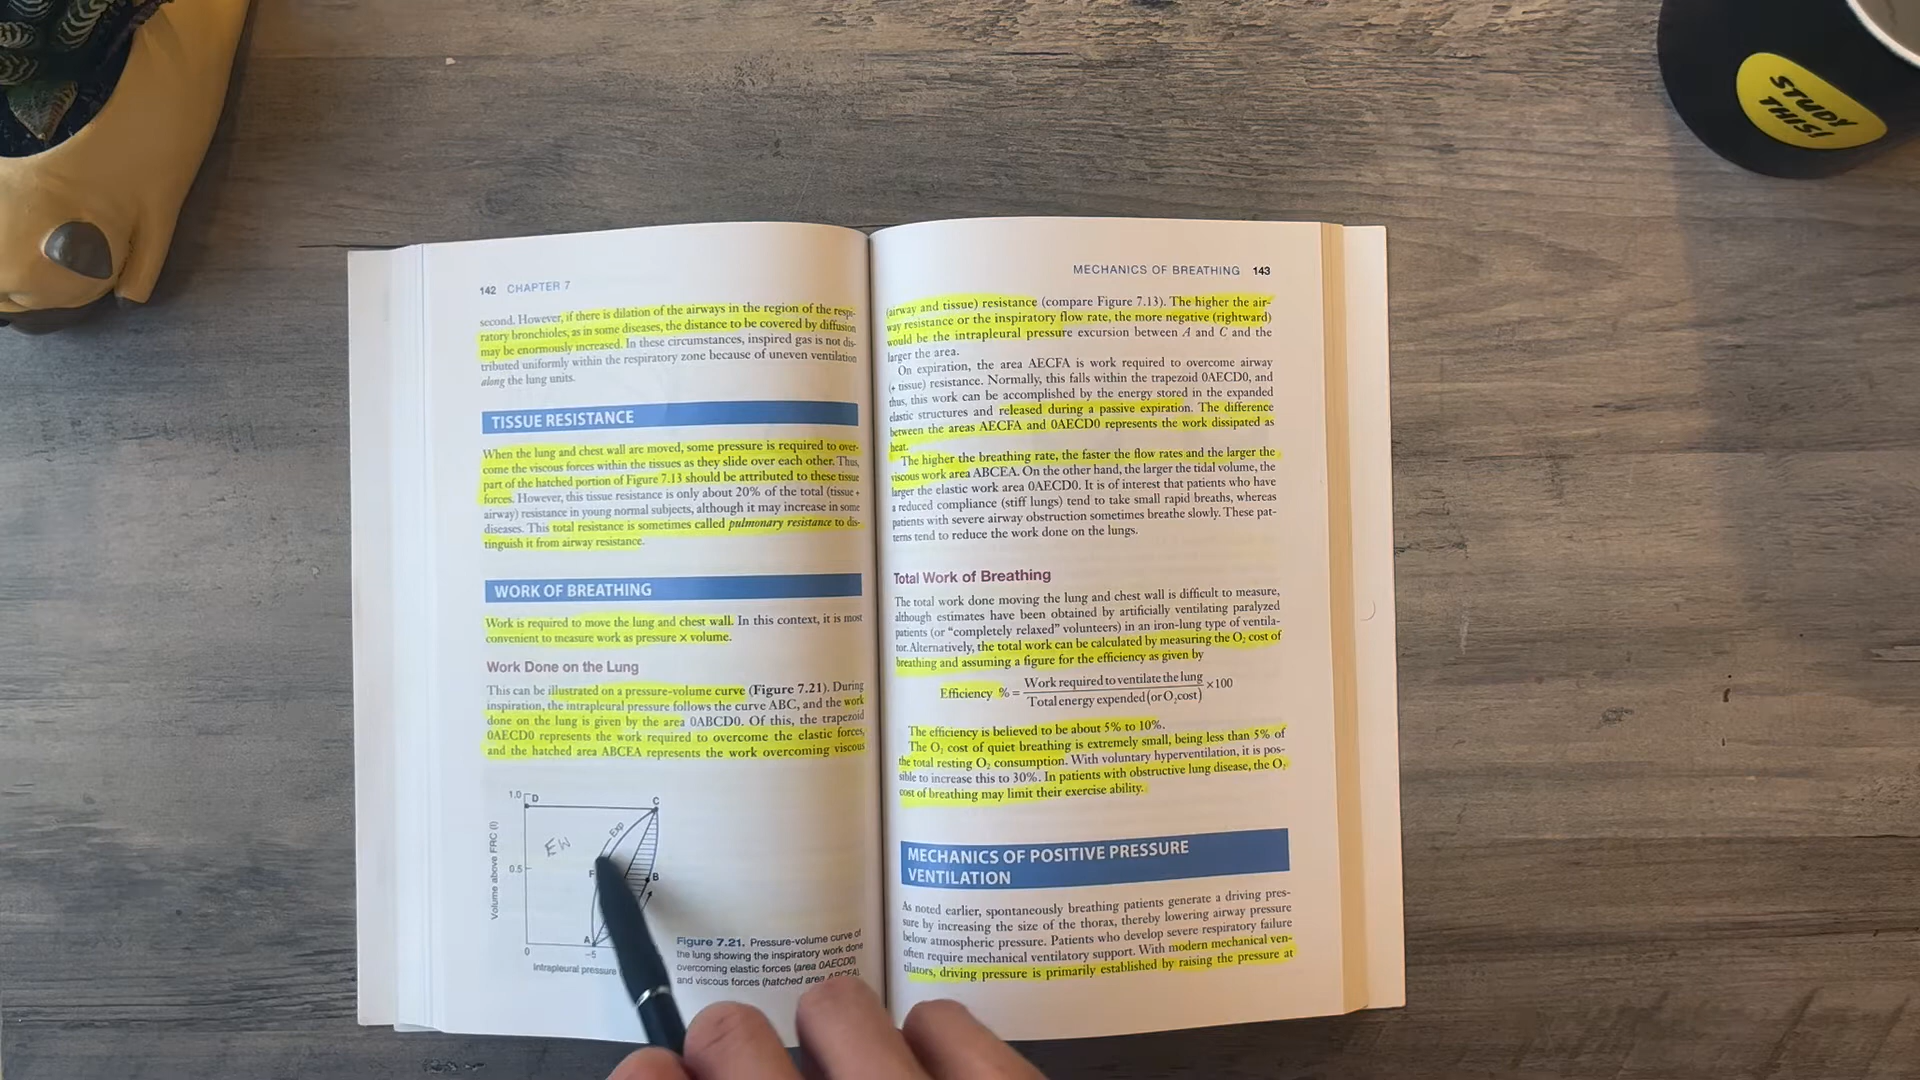 STUDY
THIS!
142 CHAPTER 7
second. However, if there is dilation of the airways in the region of the respi-
ratory bronchioles, as in some diseases, the distance to be covered by diffusion
may be enormously increased. In these circumstances, inspired gas is not dis-
tributed uniformly within the respiratory zone because of uneven ventilation
along the lung units.
TISSUE RESISTANCE
When the lung and chest wall are moved, some pressure is required to over-
come the viscous forces within the tissues as they slide over each other. Thus,
part of the hatched portion of Figure 7.13 should be attributed to these tissue
forces. However, this tissue resistance is only about 20% of the total (tissue +
airway) resistance in young normal subjects, although it may increase in some
diseases. This total resistance is sometimes called pulmonary resistance to dis-
tinguish it from airway resistance.
WORK OF BREATHING
Work is required to move the lung and chest wall. In this context, it is most
convenient to measure work as pressure × volume.
Work Done on the Lung
This can be illustrated on a pressure-volume curve (Figure 7.21). During
inspiration, the intrapleural pressure follows the curve ABC, and the work
done on the lung is given by the area 0ABCD0. Of this, the trapezoid
0AECD0 represents the work required to overcome the elastic forces,
and the hatched area ABCEA represents the work overcoming viscous
1.0 D C
Exp
EW
Volume above FRC (l)
0.5 F B
A
0 -5
Intrapleural pressure
Figure 7.21. Pressure-volume curve of
the lung showing the inspiratory work done
overcoming elastic forces (area 0AECD0)
and viscous forces (hatched area ABCEA).
MECHANICS OF BREATHING 143
(airway and tissue) resistance (compare Figure 7.13). The higher the air-
way resistance or the inspiratory flow rate, the more negative (rightward)
would be the intrapleural pressure excursion between A and C and the
larger the area.
On expiration, the area AECFA is work required to overcome airway
(+ tissue) resistance. Normally, this falls within the trapezoid 0AECD0, and
thus, this work can be accomplished by the energy stored in the expanded
elastic structures and released during a passive expiration. The difference
between the areas AECFA and 0AECD0 represents the work dissipated as
heat.
The higher the breathing rate, the faster the flow rates and the larger the
viscous work area ABCEA. On the other hand, the larger the tidal volume, the
larger the elastic work area 0AECD0. It is of interest that patients who have
a reduced compliance (stiff lungs) tend to take small rapid breaths, whereas
patients with severe airway obstruction sometimes breathe slowly. These pat-
terns tend to reduce the work done on the lungs.
Total Work of Breathing
The total work done moving the lung and chest wall is difficult to measure,
although estimates have been obtained by artificially ventilating paralyzed
patients (or "completely relaxed" volunteers) in an iron-lung type of ventila-
tor. Alternatively, the total work can be calculated by measuring the O₂ cost of
breathing and assuming a figure for the efficiency as given by
Efficiency % = Work required to ventilate the lung / Total energy expended (or O₂ cost) ×100
The efficiency is believed to be about 5% to 10%.
The O₂ cost of quiet breathing is extremely small, being less than 5% of
the total resting O₂ consumption. With voluntary hyperventilation, it is pos-
sible to increase this to 30%. In patients with obstructive lung disease, the O₂
cost of breathing may limit their exercise ability.
MECHANICS OF POSITIVE PRESSURE
VENTILATION
As noted earlier, spontaneously breathing patients generate a driving pres-
sure by increasing the size of the thorax, thereby lowering airway pressure
below atmospheric pressure. Patients who develop severe respiratory failure
often require mechanical ventilatory support. With modern mechanical ven-
tilators, driving pressure is primarily established by raising the pressure at